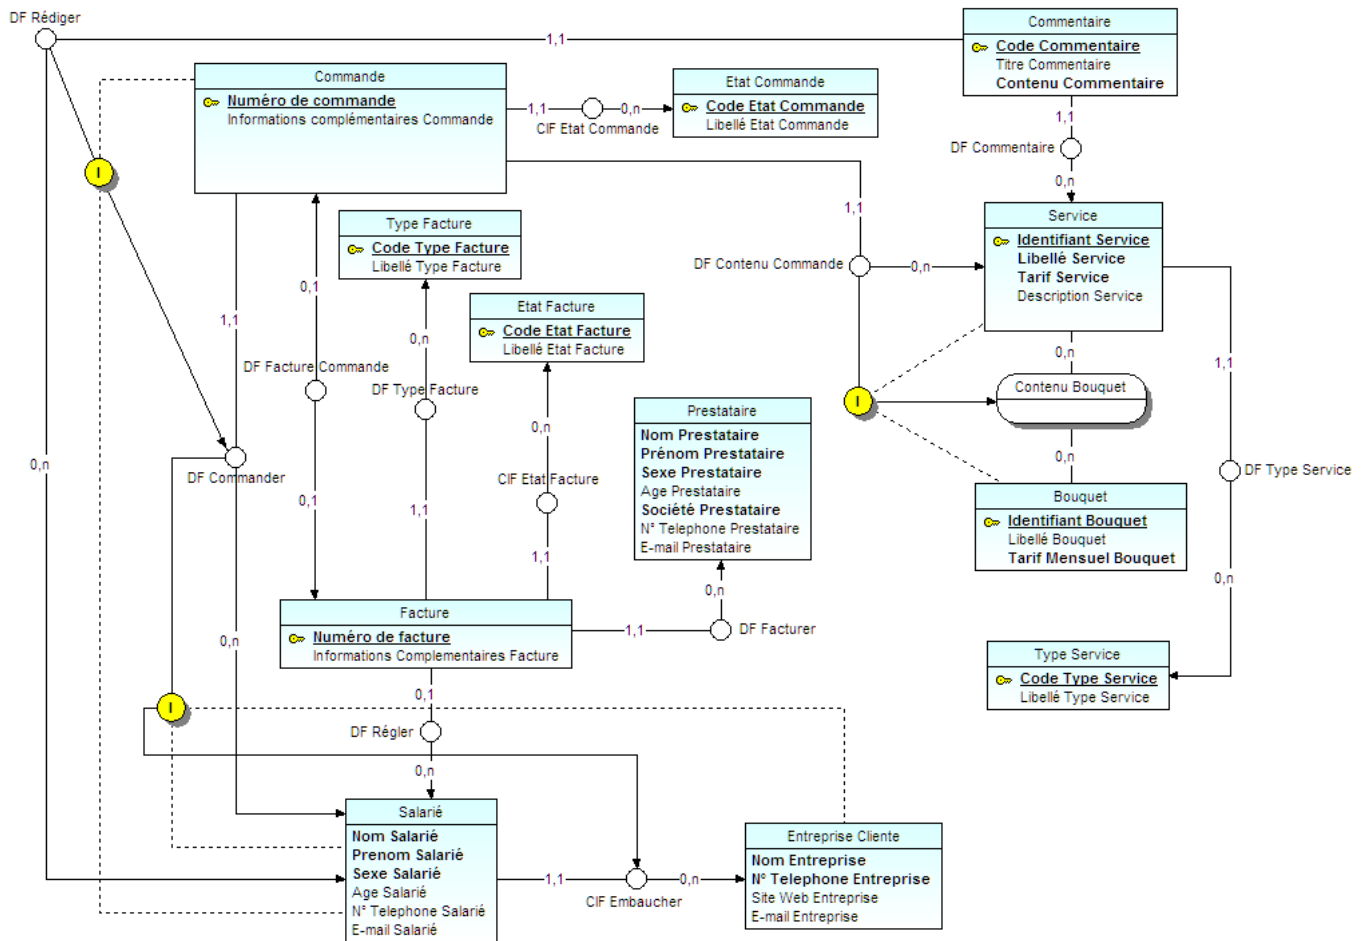 DF Rédiger
Commentaire
Code Commentaire
Titre Commentaire
Contenu Commentaire
1,1
Commande
Numéro de commande
Informations complémentaires Commande
1,1
0,n
CIF Etat Commande
Etat Commande
Code Etat Commande
Libellé Etat Commande
1,1
DF Commentaire
0,n
I
Type Facture
Code Type Facture
Libellé Type Facture
1,1
Service
Identifiant Service
Libellé Service
Tarif Service
Description Service
DF Contenu Commande
0,n
0,1
1,1
Etat Facture
Code Etat Facture
Libellé Etat Facture
0,n
0,n
1,1
DF Facture Commande
DF Type Facture
Contenu Bouquet
I
Prestataire
Nom Prestataire
Prénom Prestataire
Sexe Prestataire
Age Prestataire
Société Prestataire
N° Telephone Prestataire
E-mail Prestataire
0,n
0,n
0,n
DF Commander
CIF Etat Facture
DF Type Service
0,1
1,1
1,1
Bouquet
Identifiant Bouquet
Libellé Bouquet
Tarif Mensuel Bouquet
0,n
0,n
Facture
Numéro de facture
Informations Complementaires Facture
1,1
DF Facturer
0,n
Type Service
Code Type Service
Libellé Type Service
0,1
I
DF Régler
0,n
Salarié
Nom Salarié
Prenom Salarié
Sexe Salarié
Age Salarié
N° Telephone Salarié
E-mail Salarié
1,1
0,n
CIF Embaucher
Entreprise Cliente
Nom Entreprise
N° Telephone Entreprise
Site Web Entreprise
E-mail Entreprise